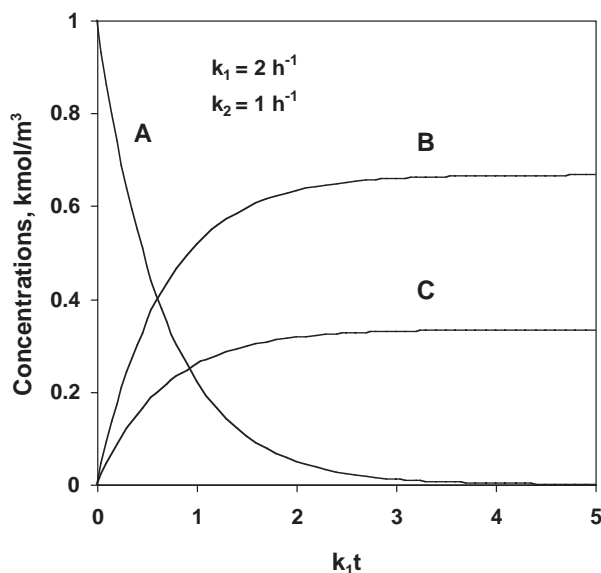 1
k₁ = 2 h⁻¹
k₂ = 1 h⁻¹
0.8
A
B
0.6
Concentrations, kmol/m³
C
0.4
0.2
0
0 1 2 3 4 5
k₁t